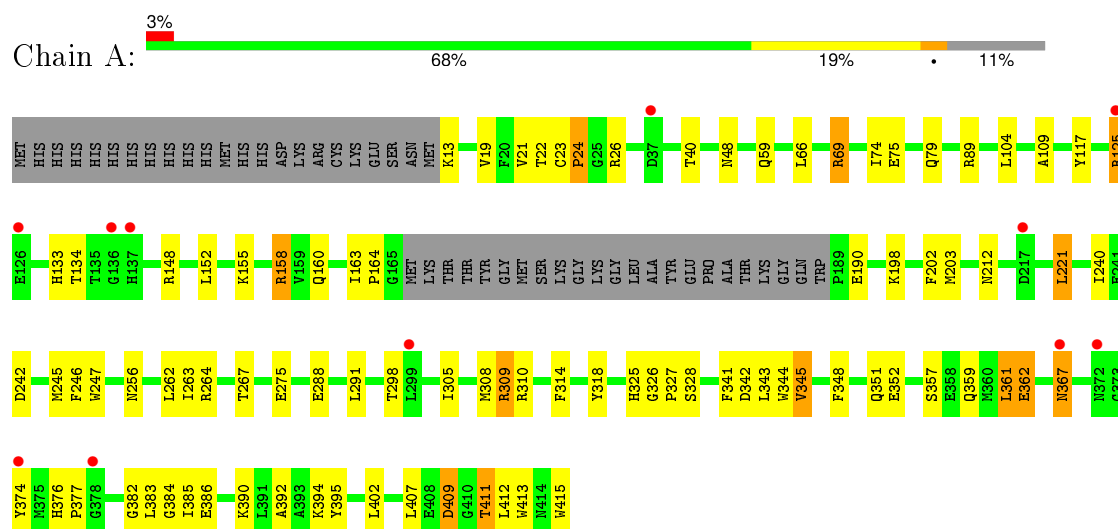 3%
Chain A:
68% 19% • 11%
MET HIS HIS HIS HIS HIS HIS HIS HIS HIS HIS MET HIS HIS ASP LYS ARG CYS LYS GLU SER ASN MET K13 V19 F20 V21 T22 C23 P24 G25 R26 D37 T40 N48 Q59 L66 R69 I74 E75 Q79 R89 L104 A109 Y117 R125
E126 H133 T134 T135 G136 H137 R148 L152 K155 R158 V159 Q160 I163 P164 G165 MET LYS THR THR TYR GLY MET SER LYS GLY LYS GLY LEU ALA TYR GLU PRO ALA THR LYS GLY GLN TRP P189 E190 K198 F202 M203 N212 D217 L221 I240
D242 M245 F246 W247 N256 L262 I263 R264 T267 E275 E288 L291 T298 L299 I305 M308 R309 R310 F314 Y318 H325 G326 P327 S328 F341 D342 L343 W344 V345 F348 Q351 E352 S357 E358 Q359 M360 L361 E362 N367 N372 G373
Y374 M375 H376 P377 G378 G382 L383 G384 I385 E386 K390 L391 A392 A393 K394 Y395 L402 L407 E408 D409 G410 T411 L412 W413 N414 W415